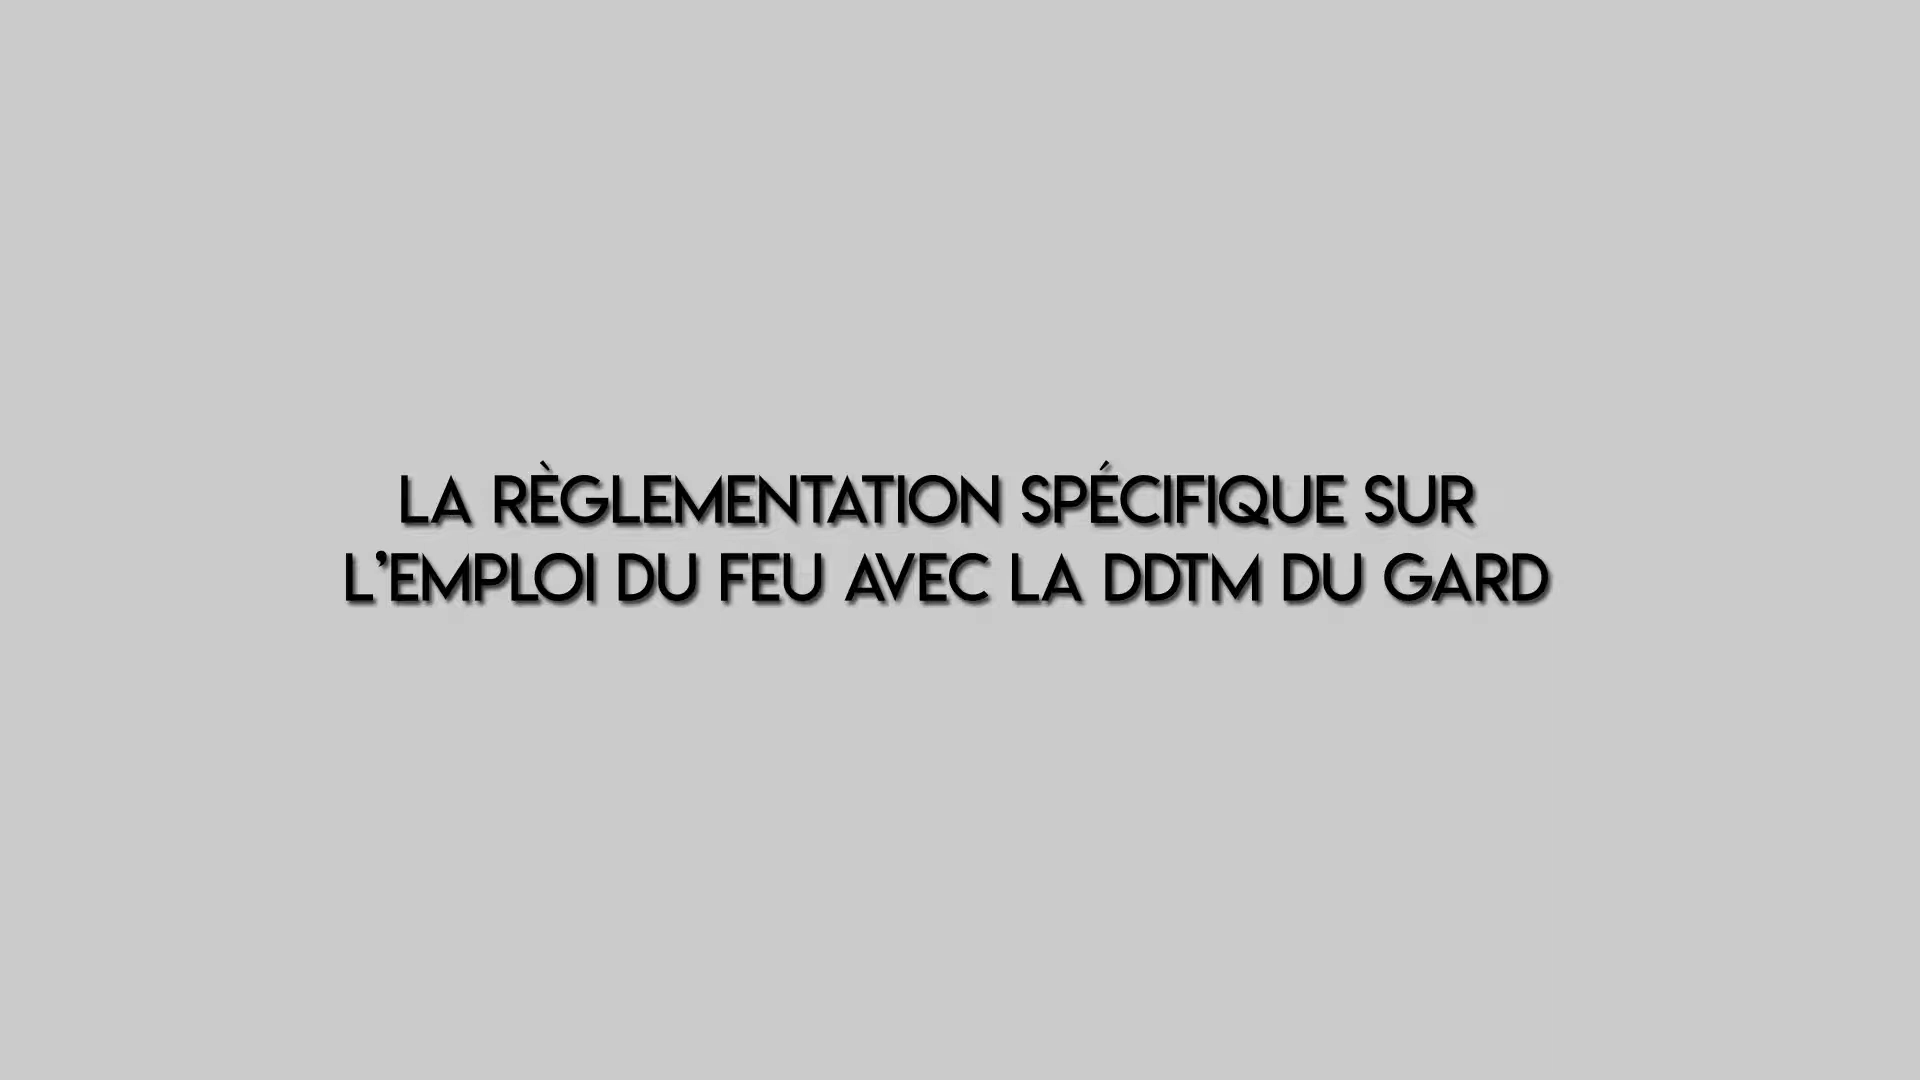 LA RÈGLEMENTATION SPÉCIFIQUE SUR
L'EMPLOI DU FEU AVEC LA DDTM DU GARD